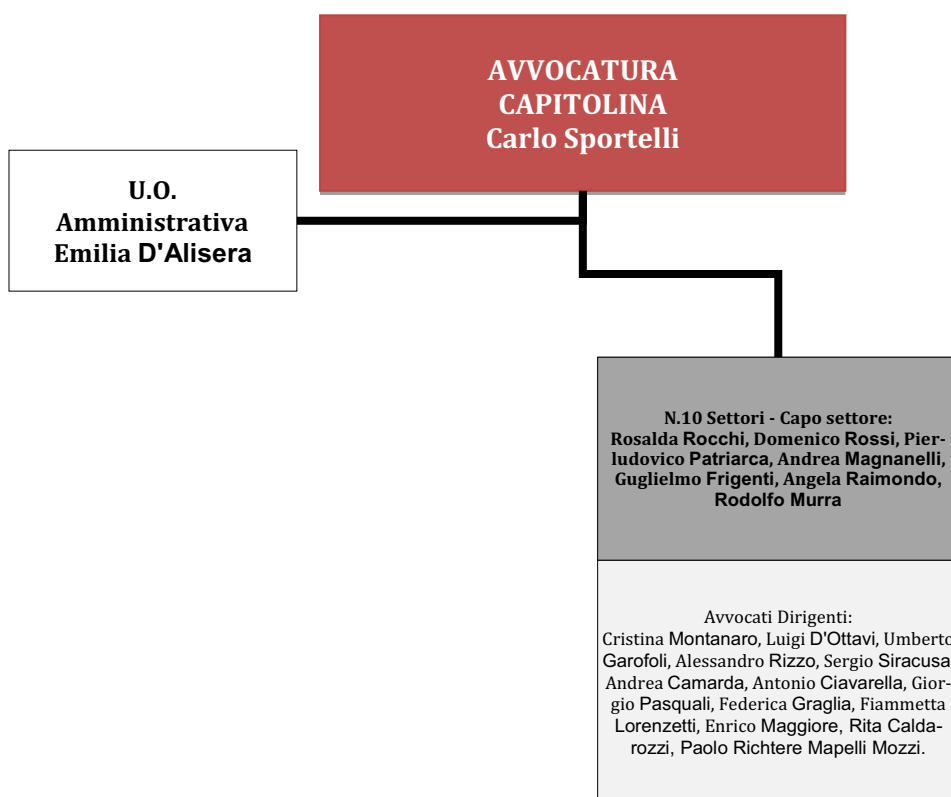 AVVOCATURA
CAPITOLINA
Carlo Sportelli
U.O.
Amministrativa
Emilia D'Alisera
N.10 Settori - Capo settore:
Rosalda Rocchi, Domenico Rossi, Pier-
ludovico Patriarca, Andrea Magnanelli,
Guglielmo Frigenti, Angela Raimondo,
Rodolfo Murra
Avvocati Dirigenti:
Cristina Montanaro, Luigi D'Ottavi, Umberto
Garofoli, Alessandro Rizzo, Sergio Siracusa
Andrea Camarda, Antonio Ciavarella, Gior-
gio Pasquali, Federica Graglia, Fiammetta
Lorenzetti, Enrico Maggiore, Rita Calda-
rozzi, Paolo Richtere Mapelli Mozzi.